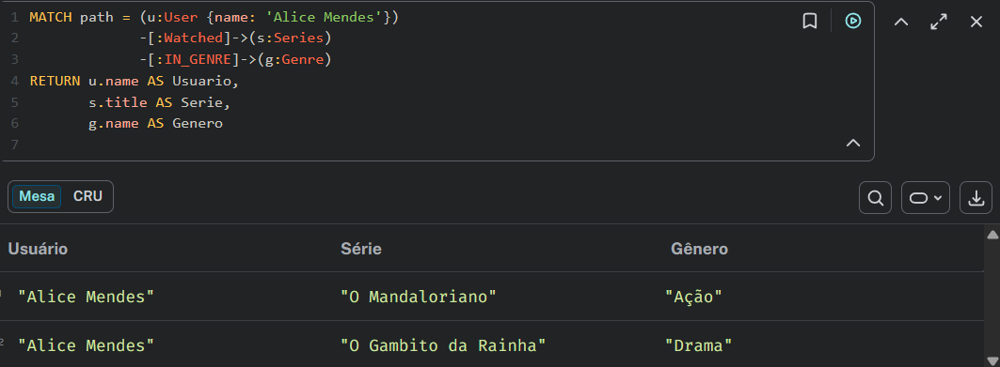 1 MATCH path = (u:User {name: 'Alice Mendes'})
2 -[:Watched]->(s:Series)
3 -[:IN_GENRE]->(g:Genre)
4 RETURN u.name AS Usuario,
5 s.title AS Serie,
6 g.name AS Genero
7
Mesa CRU
Usuário Série Gênero
"Alice Mendes" "O Mandaloriano" "Ação"
2 "Alice Mendes" "O Gambito da Rainha" "Drama"